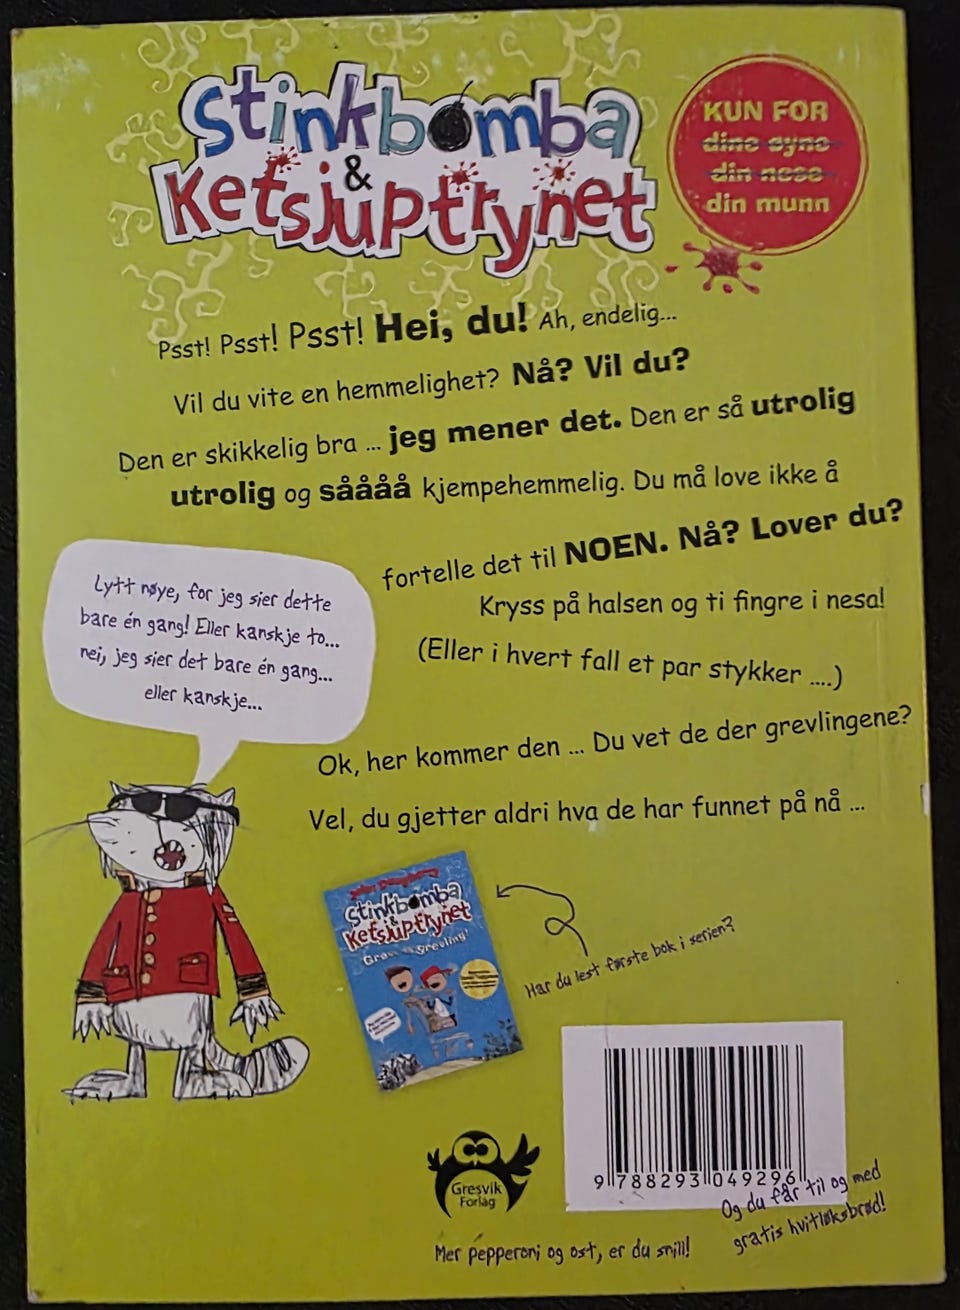 Stinkbomba
&
Ketsjuptrynet
KUN FOR
dine øyne
din nese
din munn
Psst! Psst! Psst! Hei, du! Ah, endelig...
Vil du vite en hemmelighet? Nå? Vil du?
Den er skikkelig bra ... jeg mener det. Den er så utrolig
utrolig og såååå kjempehemmelig. Du må love ikke å
fortelle det til NOEN. Nå? Lover du?
Kryss på halsen og ti fingre i nesa!
(Eller i hvert fall et par stykker ....)
Lytt nøye, for jeg sier dette
bare én gang! Eller kanskje to...
nei, jeg sier det bare én gang...
eller kanskje...
Ok, her kommer den ... Du vet de der grevlingene?
Vel, du gjetter aldri hva de har funnet på nå ...
Stinkbomba
&
Ketsjuptrynet
Har du lest første bok i serien?
Gresvik
Forlag
9 788293 049296
Og du får til og med
gratis hvitløksbrød!
Mer pepperoni og ost, er du snill!